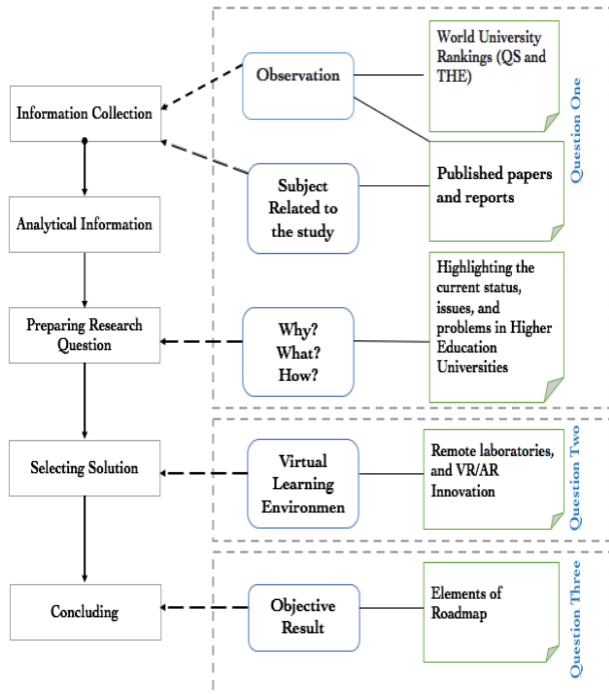 World University
Rankings (QS and
THE)
Observation
Information Collection
Question One
Subject
Related to
the study
Published papers
and reports
Analytical Information
Highlighting the
current status,
issues, and
problems in Higher
Education
Universities
Why?
What?
How?
Preparing Research
Question
Selecting Solution
Virtual
Learning
Environmen
Remote laboratories,
and VR/AR
Innovation
Question Two
Concluding
Objective
Result
Elements of
Roadmap
Question Three